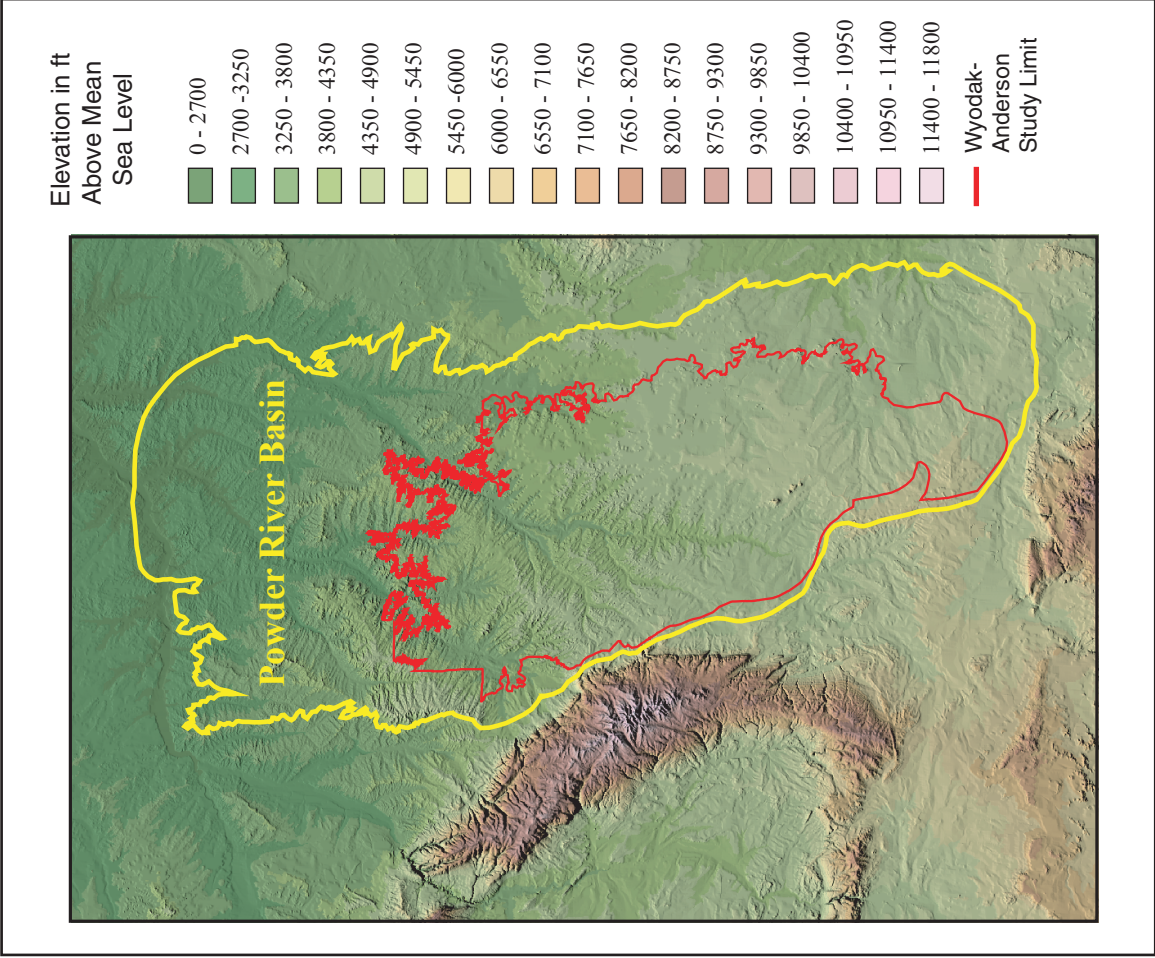 Elevation in ft
Above Mean
Sea Level
0 - 2700
2700 -3250
3250 - 3800
3800 - 4350
4350 - 4900
4900 - 5450
5450 -6000
6000 - 6550
6550 - 7100
7100 - 7650
7650 - 8200
8200 - 8750
8750 - 9300
9300 - 9850
9850 - 10400
10400 - 10950
10950 - 11400
11400 - 11800
Wyodak-
Anderson
Study Limit
Powder River Basin